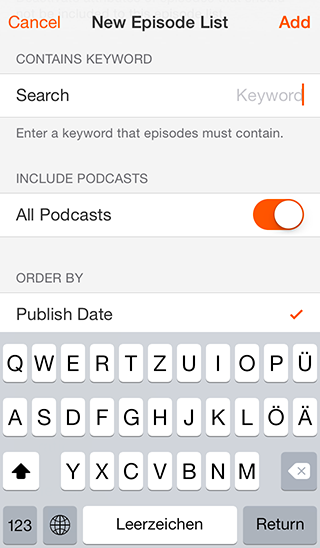 Cancel New Episode List Add
CONTAINS KEYWORD
Search Keyword
Enter a keyword that episodes must contain.
INCLUDE PODCASTS
All Podcasts
ORDER BY
Publish Date
Q W E R T Z U I O P Ü
A S D F G H J K L Ö Ä
Y X C V B N M
123 Leerzeichen Return